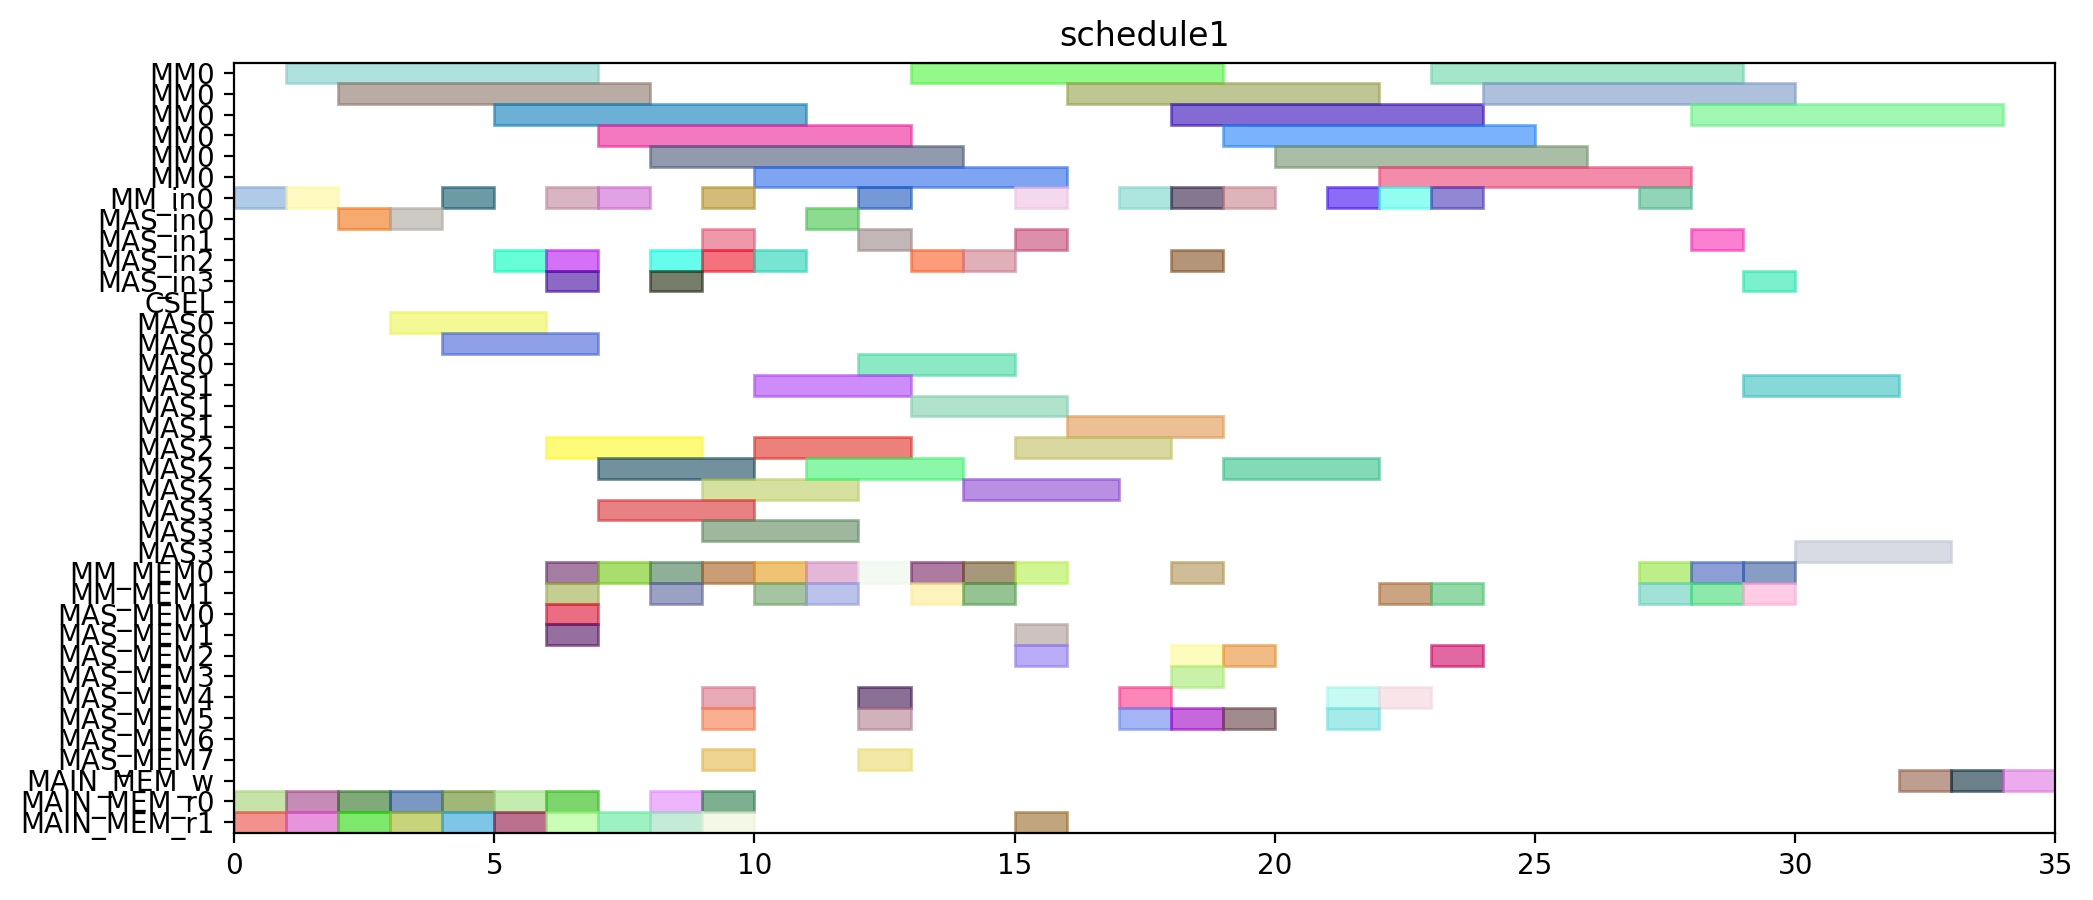 schedule1
MM0
MM0
MM0
MM0
MM0
MM0
MM_in0
MAS_in0
MAS_in1
MAS_in2
MAS_in3
CSEL
MAS0
MAS0
MAS0
MAS1
MAS1
MAS1
MAS2
MAS2
MAS2
MAS3
MAS3
MAS3
MM_MEM0
MM_MEM1
MAS_MEM0
MAS_MEM1
MAS_MEM2
MAS_MEM3
MAS_MEM4
MAS_MEM5
MAS_MEM6
MAS_MEM7
MAIN_MEM_w
MAIN_MEM_r0
MAIN_MEM_r1
0 5 10 15 20 25 30 35